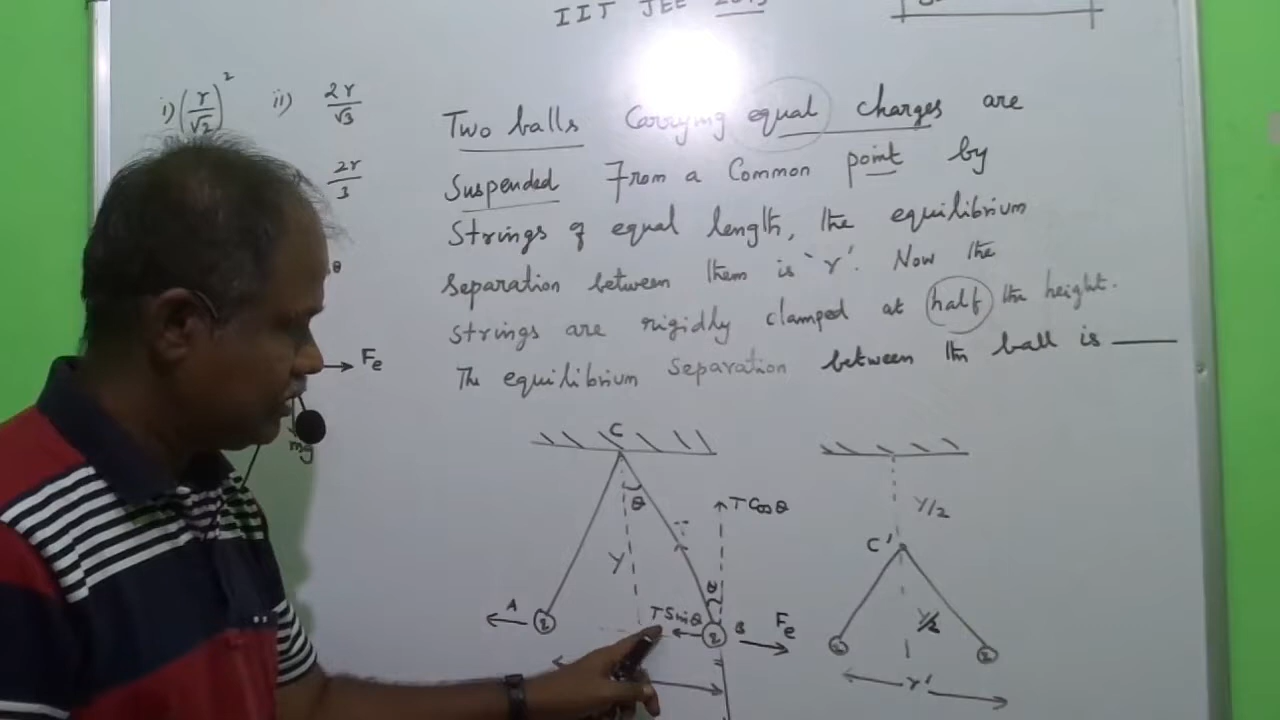 IIT JEE 2013
i) (r/√2)² ii) 2r/√3
2r/3
Two balls Carrying equal charges are
Suspended From a Common point by
Strings of equal length, the equilibrium
separation between them is 'r'. Now the
strings are rigidly clamped at half the height.
The equilibrium separation between the ball is ____
θ
Fe
mg
C
θ
y
T
T Cos θ
θ
T Sin θ
A
q
q
B
Fe
y/2
C'
y/2
q
q
r'